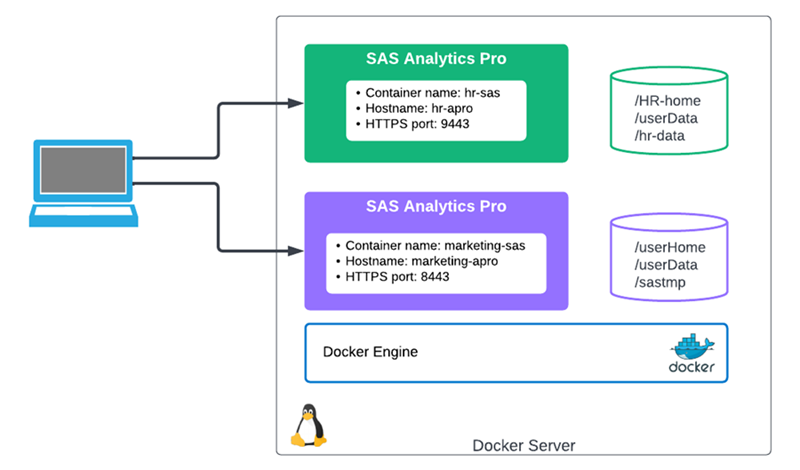 SAS Analytics Pro
• Container name: hr-sas
• Hostname: hr-apro
• HTTPS port: 9443
/HR-home
/userData
/hr-data
SAS Analytics Pro
• Container name: marketing-sas
• Hostname: marketing-apro
• HTTPS port: 8443
/userHome
/userData
/sastmp
Docker Engine
docker
Docker Server